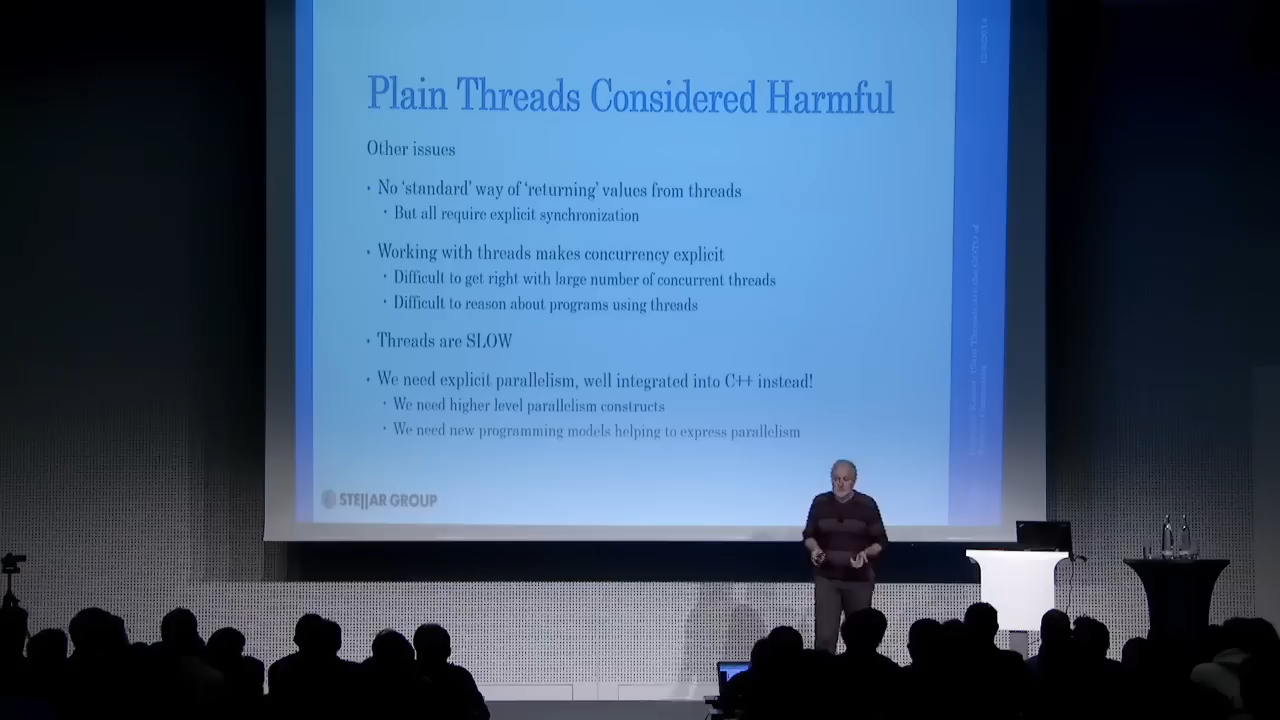 Plain Threads Considered Harmful
Other issues
• No ‘standard’ way of ‘returning’ values from threads
• But all require explicit synchronization
• Working with threads makes concurrency explicit
• Difficult to get right with large number of concurrent threads
• Difficult to reason about programs using threads
• Threads are SLOW
• We need explicit parallelism, well integrated into C++ instead!
• We need higher level parallelism constructs
• We need new programming models helping to express parallelism
STE||AR GROUP